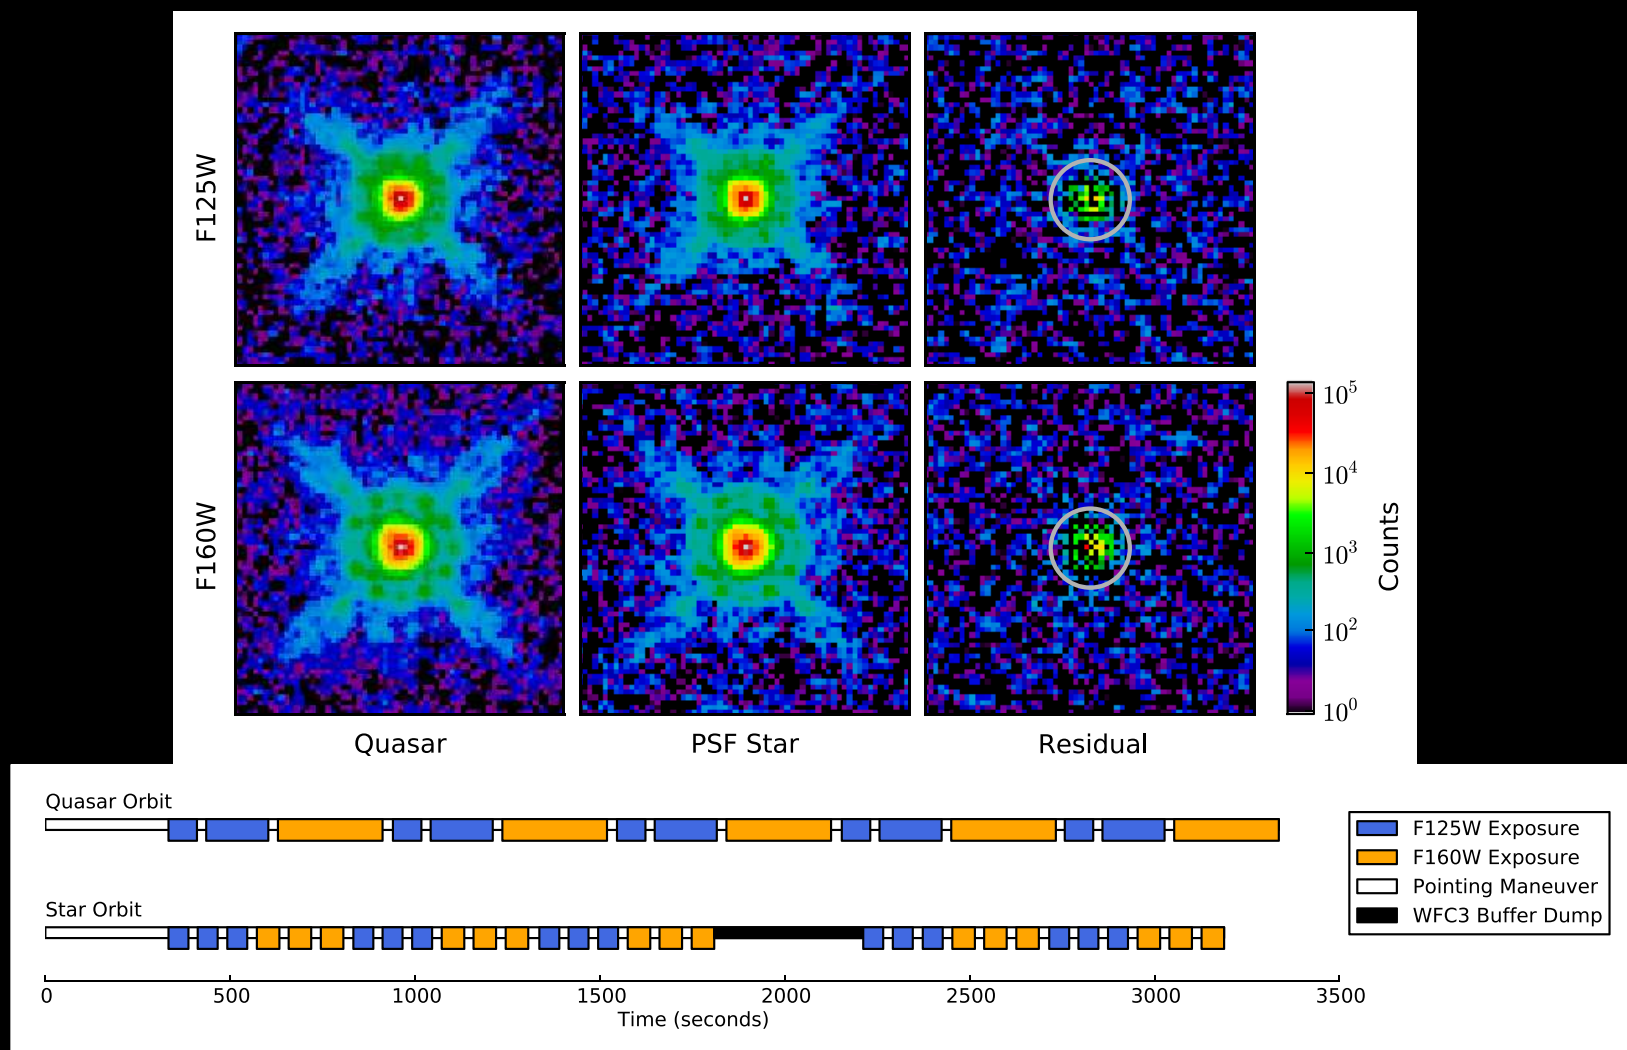 F125W
F160W
10^5
10^4
10^3
10^2
10^0
Counts
Quasar
PSF Star
Residual
Quasar Orbit
F125W Exposure
F160W Exposure
Pointing Maneuver
WFC3 Buffer Dump
Star Orbit
0 500 1000 1500 2000 2500 3000 3500
Time (seconds)